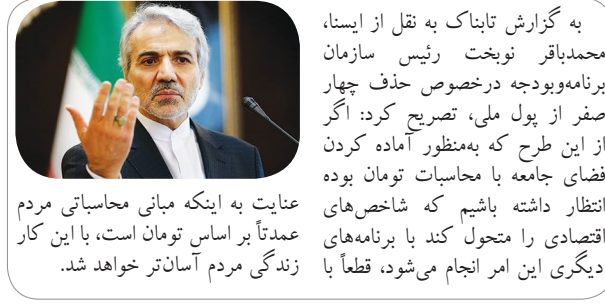 به گزارش تابناک به نقل از ایسنا،
محمدباقر نوبخت رئیس سازمان
برنامه‌وبودجه درخصوص حذف چهار
صفر از پول ملی، تصریح کرد: اگر
از این طرح که به‌منظور آماده کردن
فضای جامعه با محاسبات تومان بوده
انتظار داشته باشیم که شاخص‌های
اقتصادی را متحول کند با برنامه‌های
دیگری این امر انجام می‌شود، قطعاً با
عنایت به اینکه مبانی محاسباتی مردم
عمدتاً بر اساس تومان است، با این کار
زندگی مردم آسان‌تر خواهد شد.